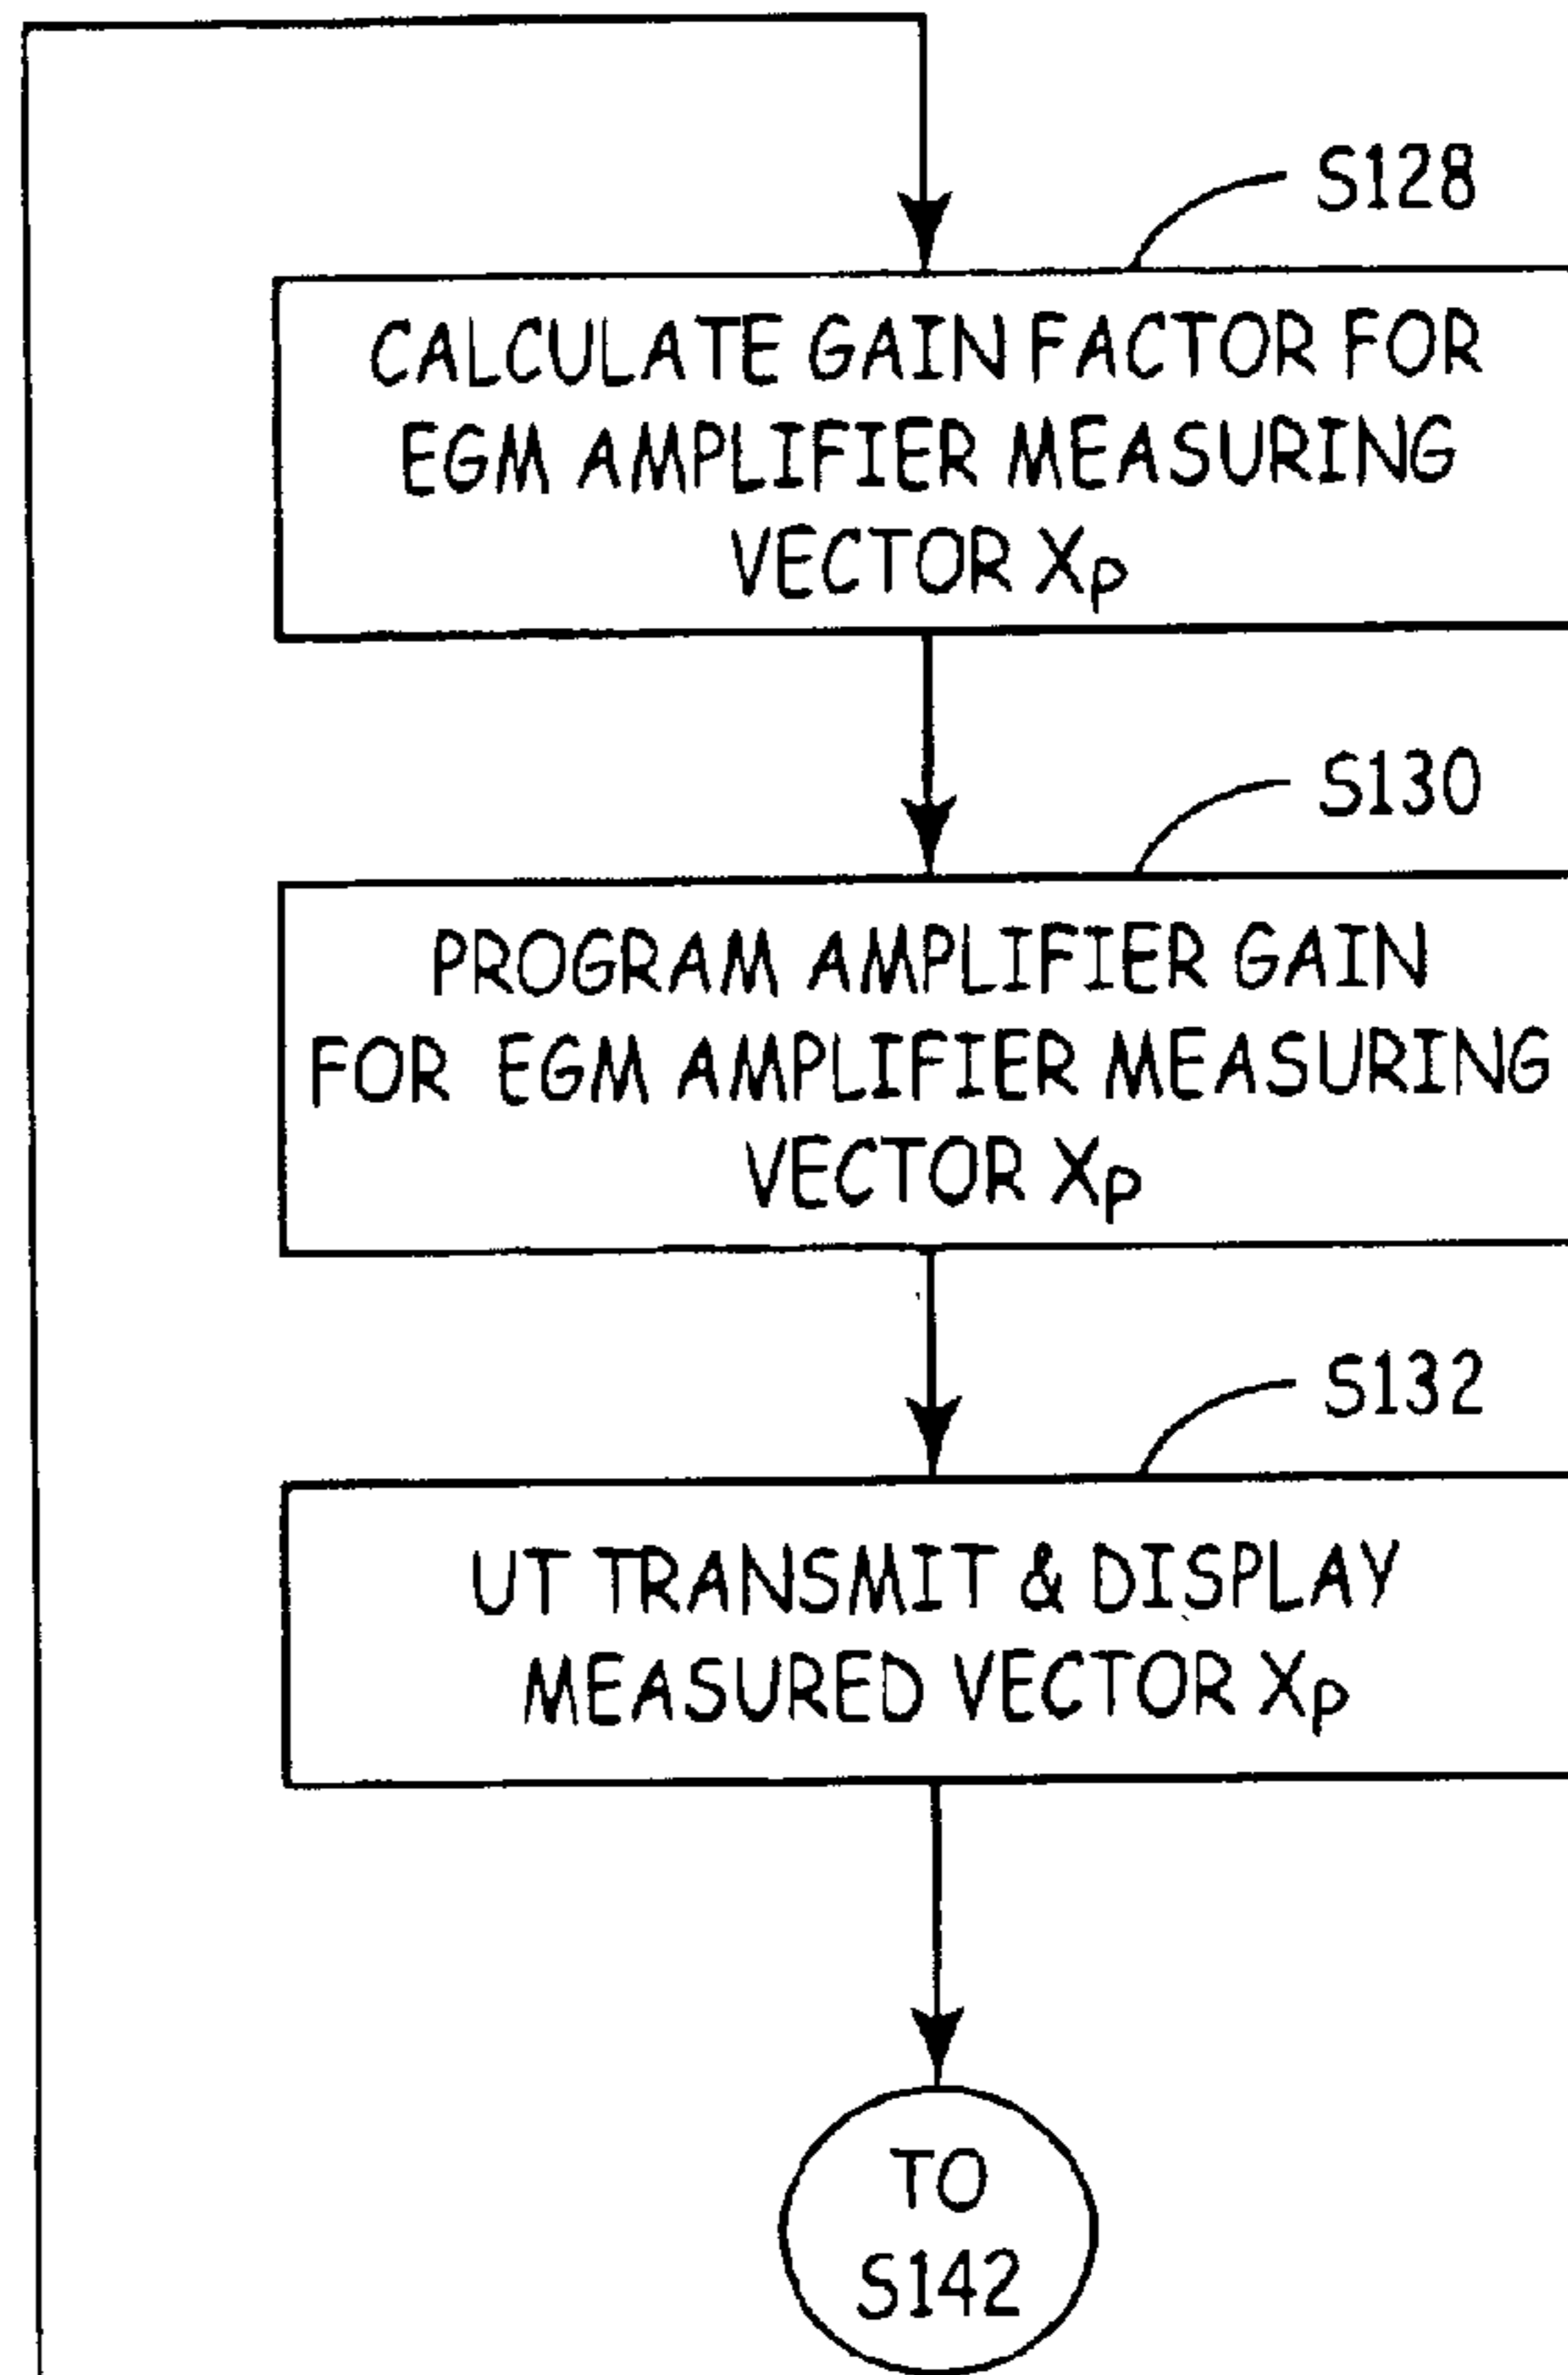 S128
CALCULATE GAIN FACTOR FOR
EGM AMPLIFIER MEASURING
VECTOR Xp
S130
PROGRAM AMPLIFIER GAIN
FOR EGM AMPLIFIER MEASURING
VECTOR Xp
S132
UT TRANSMIT & DISPLAY
MEASURED VECTOR Xp
TO
S142